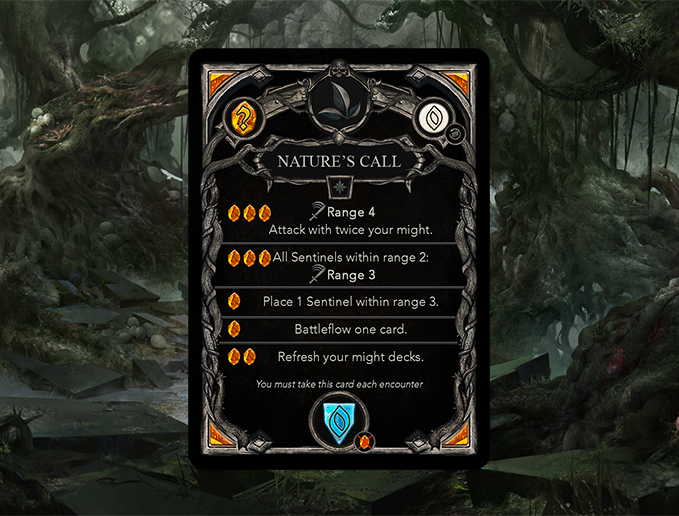 NATURE'S CALL
Range 4
Attack with twice your might.
All Sentinels within range 2:
Range 3
Place 1 Sentinel within range 3.
Battleflow one card.
Refresh your might decks.
You must take this card each encounter